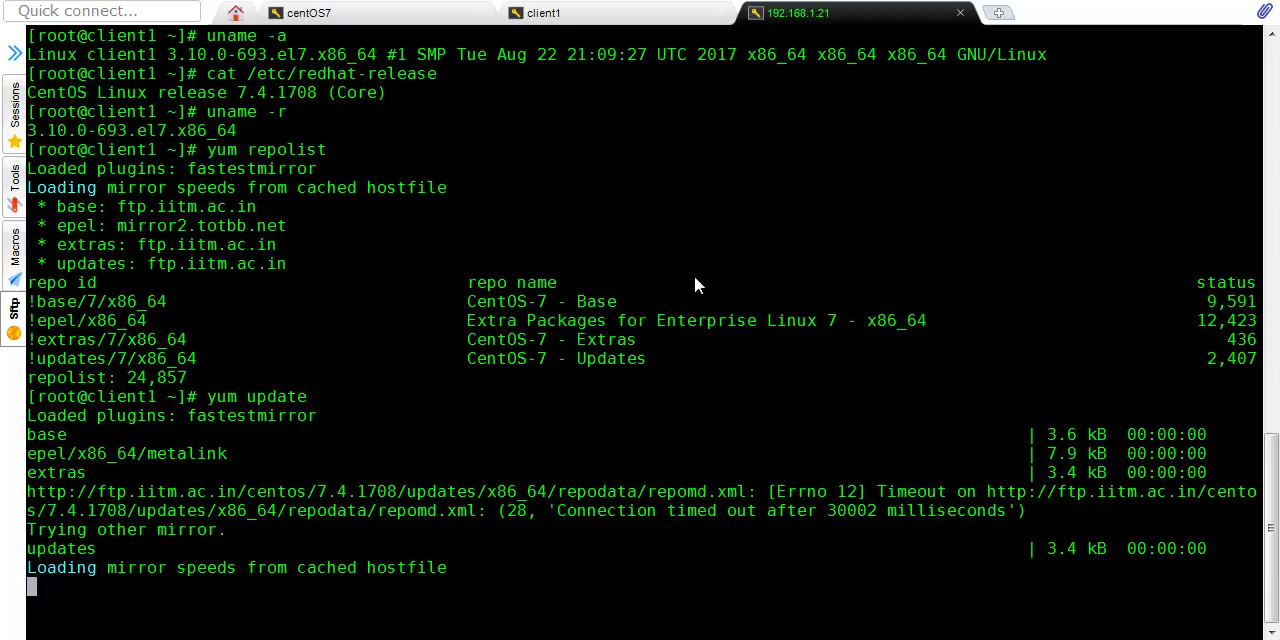 Quick connect...
centOS7
client1
192.168.1.21
Sessions
Tools
Macros
Sftp
[root@client1 ~]# uname -a
Linux client1 3.10.0-693.el7.x86_64 #1 SMP Tue Aug 22 21:09:27 UTC 2017 x86_64 x86_64 x86_64 GNU/Linux
[root@client1 ~]# cat /etc/redhat-release
CentOS Linux release 7.4.1708 (Core)
[root@client1 ~]# uname -r
3.10.0-693.el7.x86_64
[root@client1 ~]# yum repolist
Loaded plugins: fastestmirror
Loading mirror speeds from cached hostfile
* base: ftp.iitm.ac.in
* epel: mirror2.totbb.net
* extras: ftp.iitm.ac.in
* updates: ftp.iitm.ac.in
repo id repo name status
!base/7/x86_64 CentOS-7 - Base 9,591
!epel/x86_64 Extra Packages for Enterprise Linux 7 - x86_64 12,423
!extras/7/x86_64 CentOS-7 - Extras 436
!updates/7/x86_64 CentOS-7 - Updates 2,407
repolist: 24,857
[root@client1 ~]# yum update
Loaded plugins: fastestmirror
base | 3.6 kB 00:00:00
epel/x86_64/metalink | 7.9 kB 00:00:00
extras | 3.4 kB 00:00:00
http://ftp.iitm.ac.in/centos/7.4.1708/updates/x86_64/repodata/repomd.xml: [Errno 12] Timeout on http://ftp.iitm.ac.in/cento
s/7.4.1708/updates/x86_64/repodata/repomd.xml: (28, 'Connection timed out after 30002 milliseconds')
Trying other mirror.
updates | 3.4 kB 00:00:00
Loading mirror speeds from cached hostfile